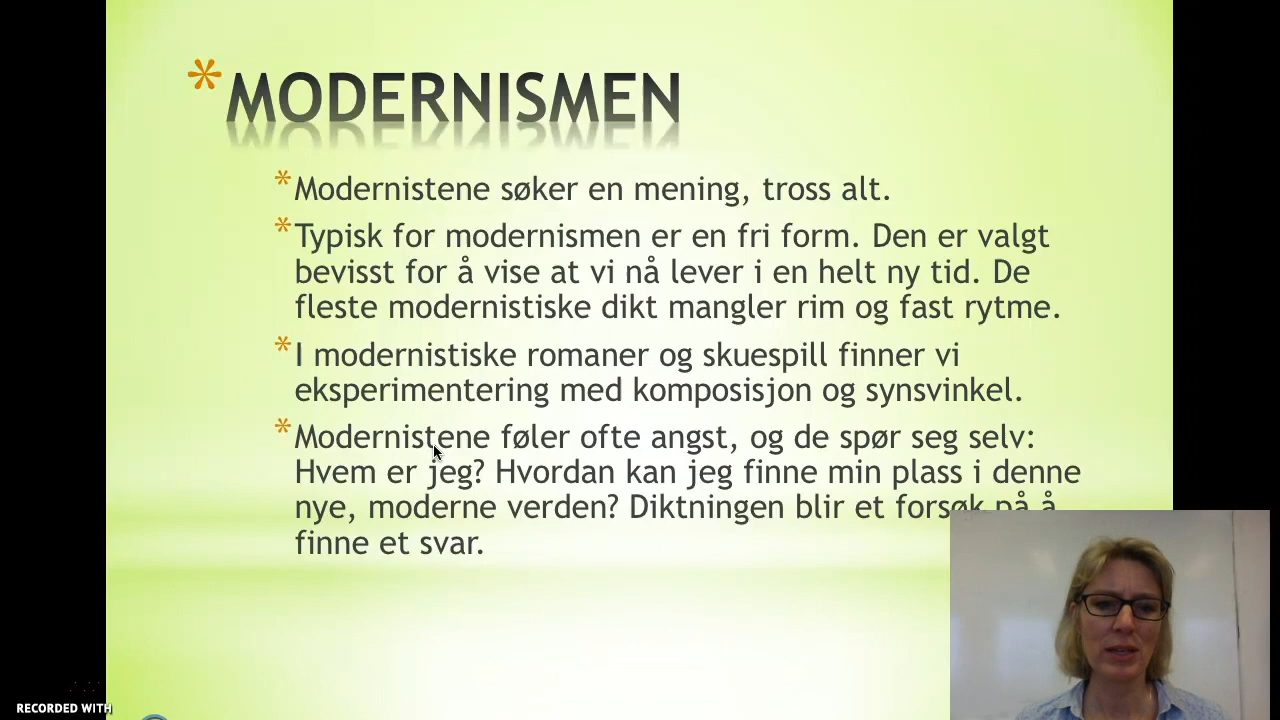 *MODERNISMEN
*Modernistene søker en mening, tross alt.
*Typisk for modernismen er en fri form. Den er valgt
bevisst for å vise at vi nå lever i en helt ny tid. De
fleste modernistiske dikt mangler rim og fast rytme.
*I modernistiske romaner og skuespill finner vi
eksperimentering med komposisjon og synsvinkel.
*Modernistene føler ofte angst, og de spør seg selv:
Hvem er jeg? Hvordan kan jeg finne min plass i denne
nye, moderne verden? Diktningen blir et forsøk på å
finne et svar.
RECORDED WITH